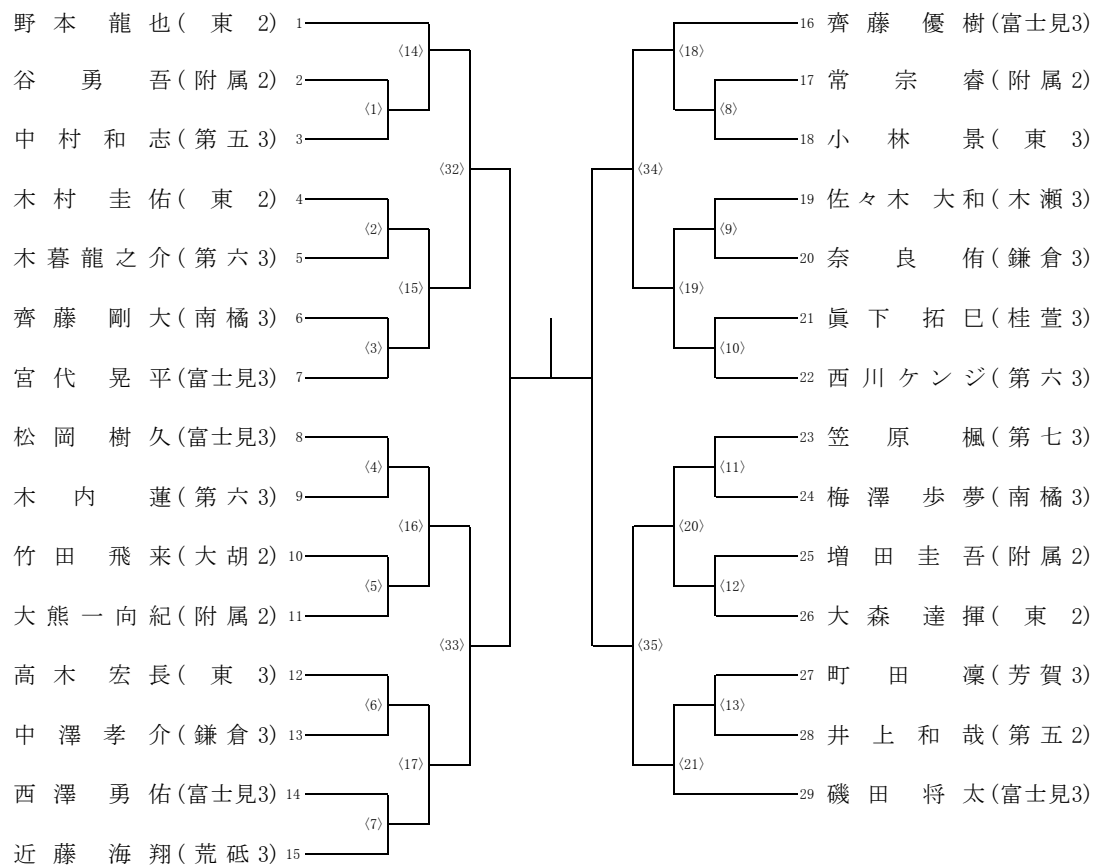 野本龍也(東2) 1
〈14〉
谷勇吾(附属2) 2
〈1〉
中村和志(第五3) 3
〈32〉
木村圭佑(東2) 4
〈2〉
木暮龍之介(第六3) 5
〈15〉
齊藤剛大(南橘3) 6
〈3〉
宮代晃平(富士見3) 7
松岡樹久(富士見3) 8
〈4〉
木内蓮(第六3) 9
〈16〉
竹田飛来(大胡2) 10
〈5〉
大熊一向紀(附属2) 11
〈33〉
高木宏長(東3) 12
〈6〉
中澤孝介(鎌倉3) 13
〈17〉
西澤勇佑(富士見3) 14
〈7〉
近藤海翔(荒砥3) 15
16 齊藤優樹(富士見3)
〈18〉
17 常宗睿(附属2)
〈8〉
18 小林景(東3)
〈34〉
19 佐々木大和(木瀬3)
〈9〉
20 奈良侑(鎌倉3)
〈19〉
21 眞下拓巳(桂萱3)
〈10〉
22 西川ケンジ(第六3)
23 笠原楓(第七3)
〈11〉
24 梅澤歩夢(南橘3)
〈20〉
25 増田圭吾(附属2)
〈12〉
26 大森達揮(東2)
〈35〉
27 町田凜(芳賀3)
〈13〉
28 井上和哉(第五2)
〈21〉
29 磯田将太(富士見3)